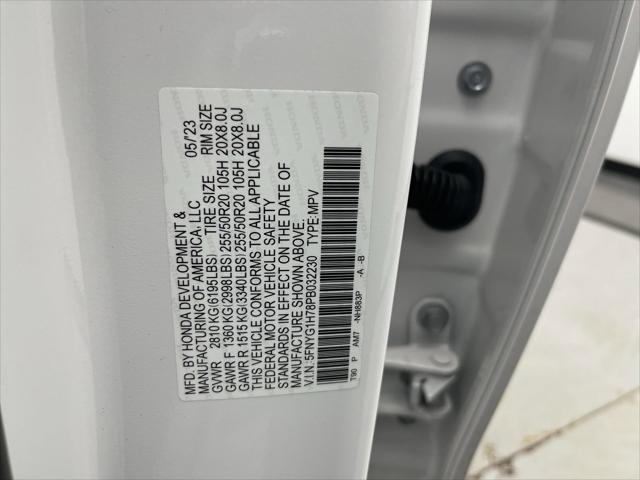 MFD. BY HONDA DEVELOPMENT &
MANUFACTURING OF AMERICA, LLC 05/'23
GVWR 2810 KG(6195LBS) TIRE SIZE RIM SIZE
GAWR F 1360 KG(2998LBS) 255/50R20 105H 20X8.0J
GAWR R 1515 KG(3340LBS) 255/50R20 105H 20X8.0J
THIS VEHICLE CONFORMS TO ALL APPLICABLE
FEDERAL MOTOR VEHICLE SAFETY
STANDARDS IN EFFECT ON THE DATE OF
MANUFACTURE SHOWN ABOVE.
V.I.N.:5FNYG1H78PB032230 TYPE:MPV
T90 P AM7 -NH883P -A -B
HONDA